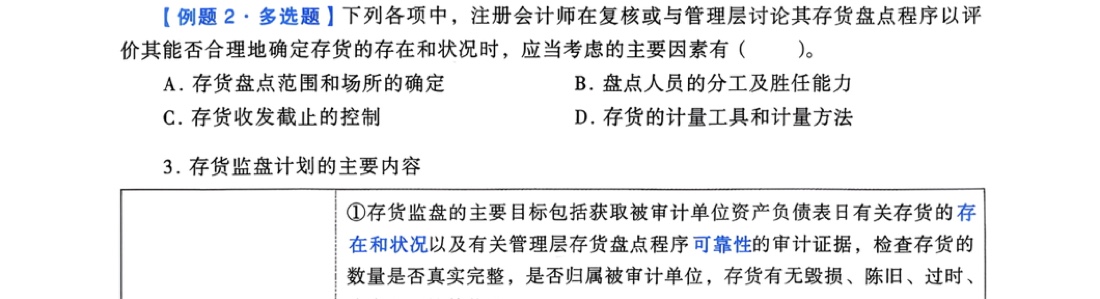 【例题2·多选题】下列各项中，注册会计师在复核或与管理层讨论其存货盘点程序以评
价其能否合理地确定存货的存在和状况时，应当考虑的主要因素有（　　）。
A. 存货盘点范围和场所的确定　　B. 盘点人员的分工及胜任能力
C. 存货收发截止的控制　　D. 存货的计量工具和计量方法
3. 存货监盘计划的主要内容
①存货监盘的主要目标包括获取被审计单位资产负债表日有关存货的存
在和状况以及有关管理层存货盘点程序可靠性的审计证据，检查存货的
数量是否真实完整，是否归属被审计单位，存货有无毁损、陈旧、过时、